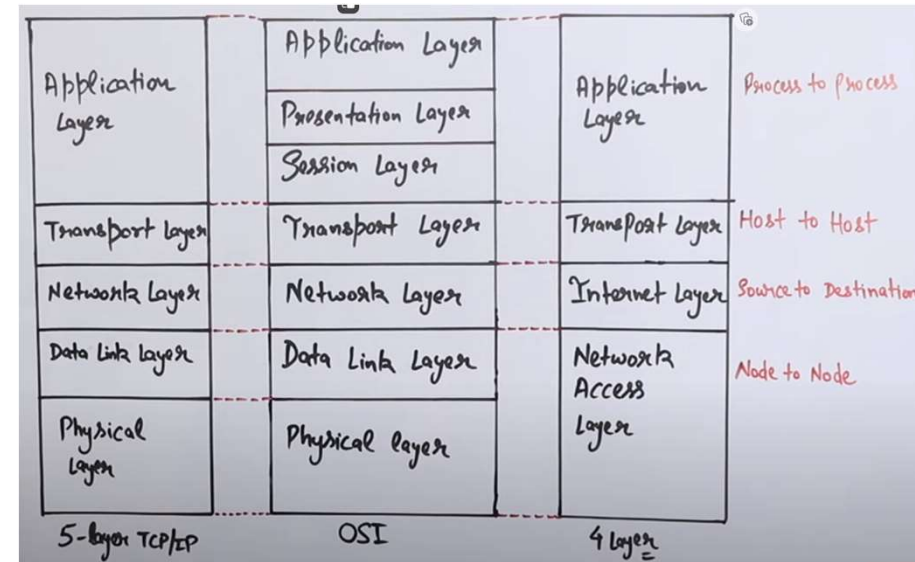 Application
Layer
Transport Layer
Network Layer
Data Link Layer
Physical
Layer
5-layer TCP/IP
Application Layer
Presentation Layer
Session Layer
Transport Layer
Network Layer
Data Link Layer
Physical layer
OSI
Application
Layer
Transport Layer
Internet Layer
Network
Access
Layer
4 layer
Process to Process
Host to Host
Source to Destination
Node to Node